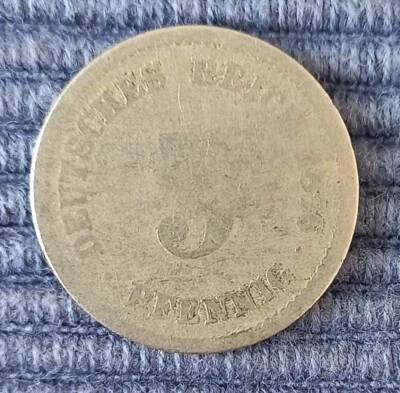 DEUTSCHES REICH
5
PFENNIG